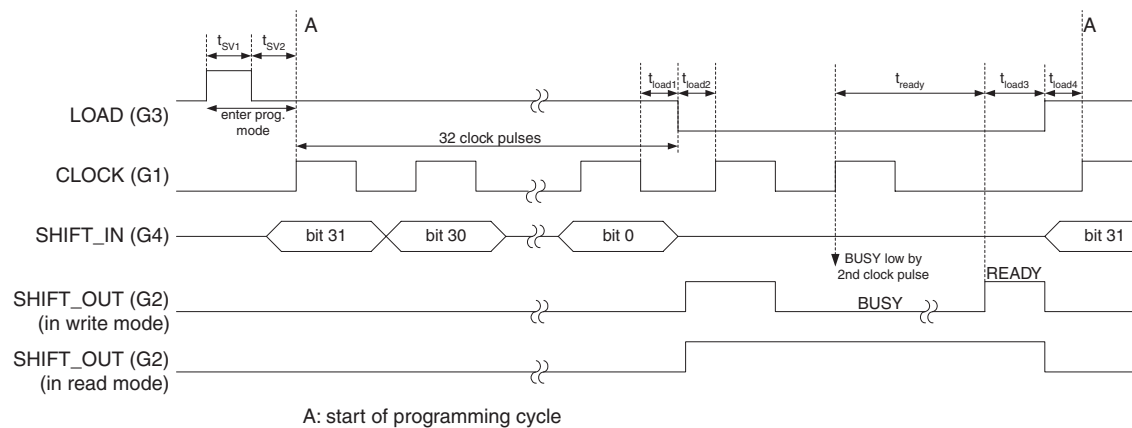 A
A
tSV1
tSV2
tload1
tload2
tready
tload3
tload4
LOAD (G3)
enter prog.
mode
32 clock pulses
CLOCK (G1)
SHIFT_IN (G4)
bit 31
bit 30
bit 0
bit 31
BUSY low by
2nd clock pulse
READY
SHIFT_OUT (G2)
(in write mode)
BUSY
SHIFT_OUT (G2)
(in read mode)
A: start of programming cycle